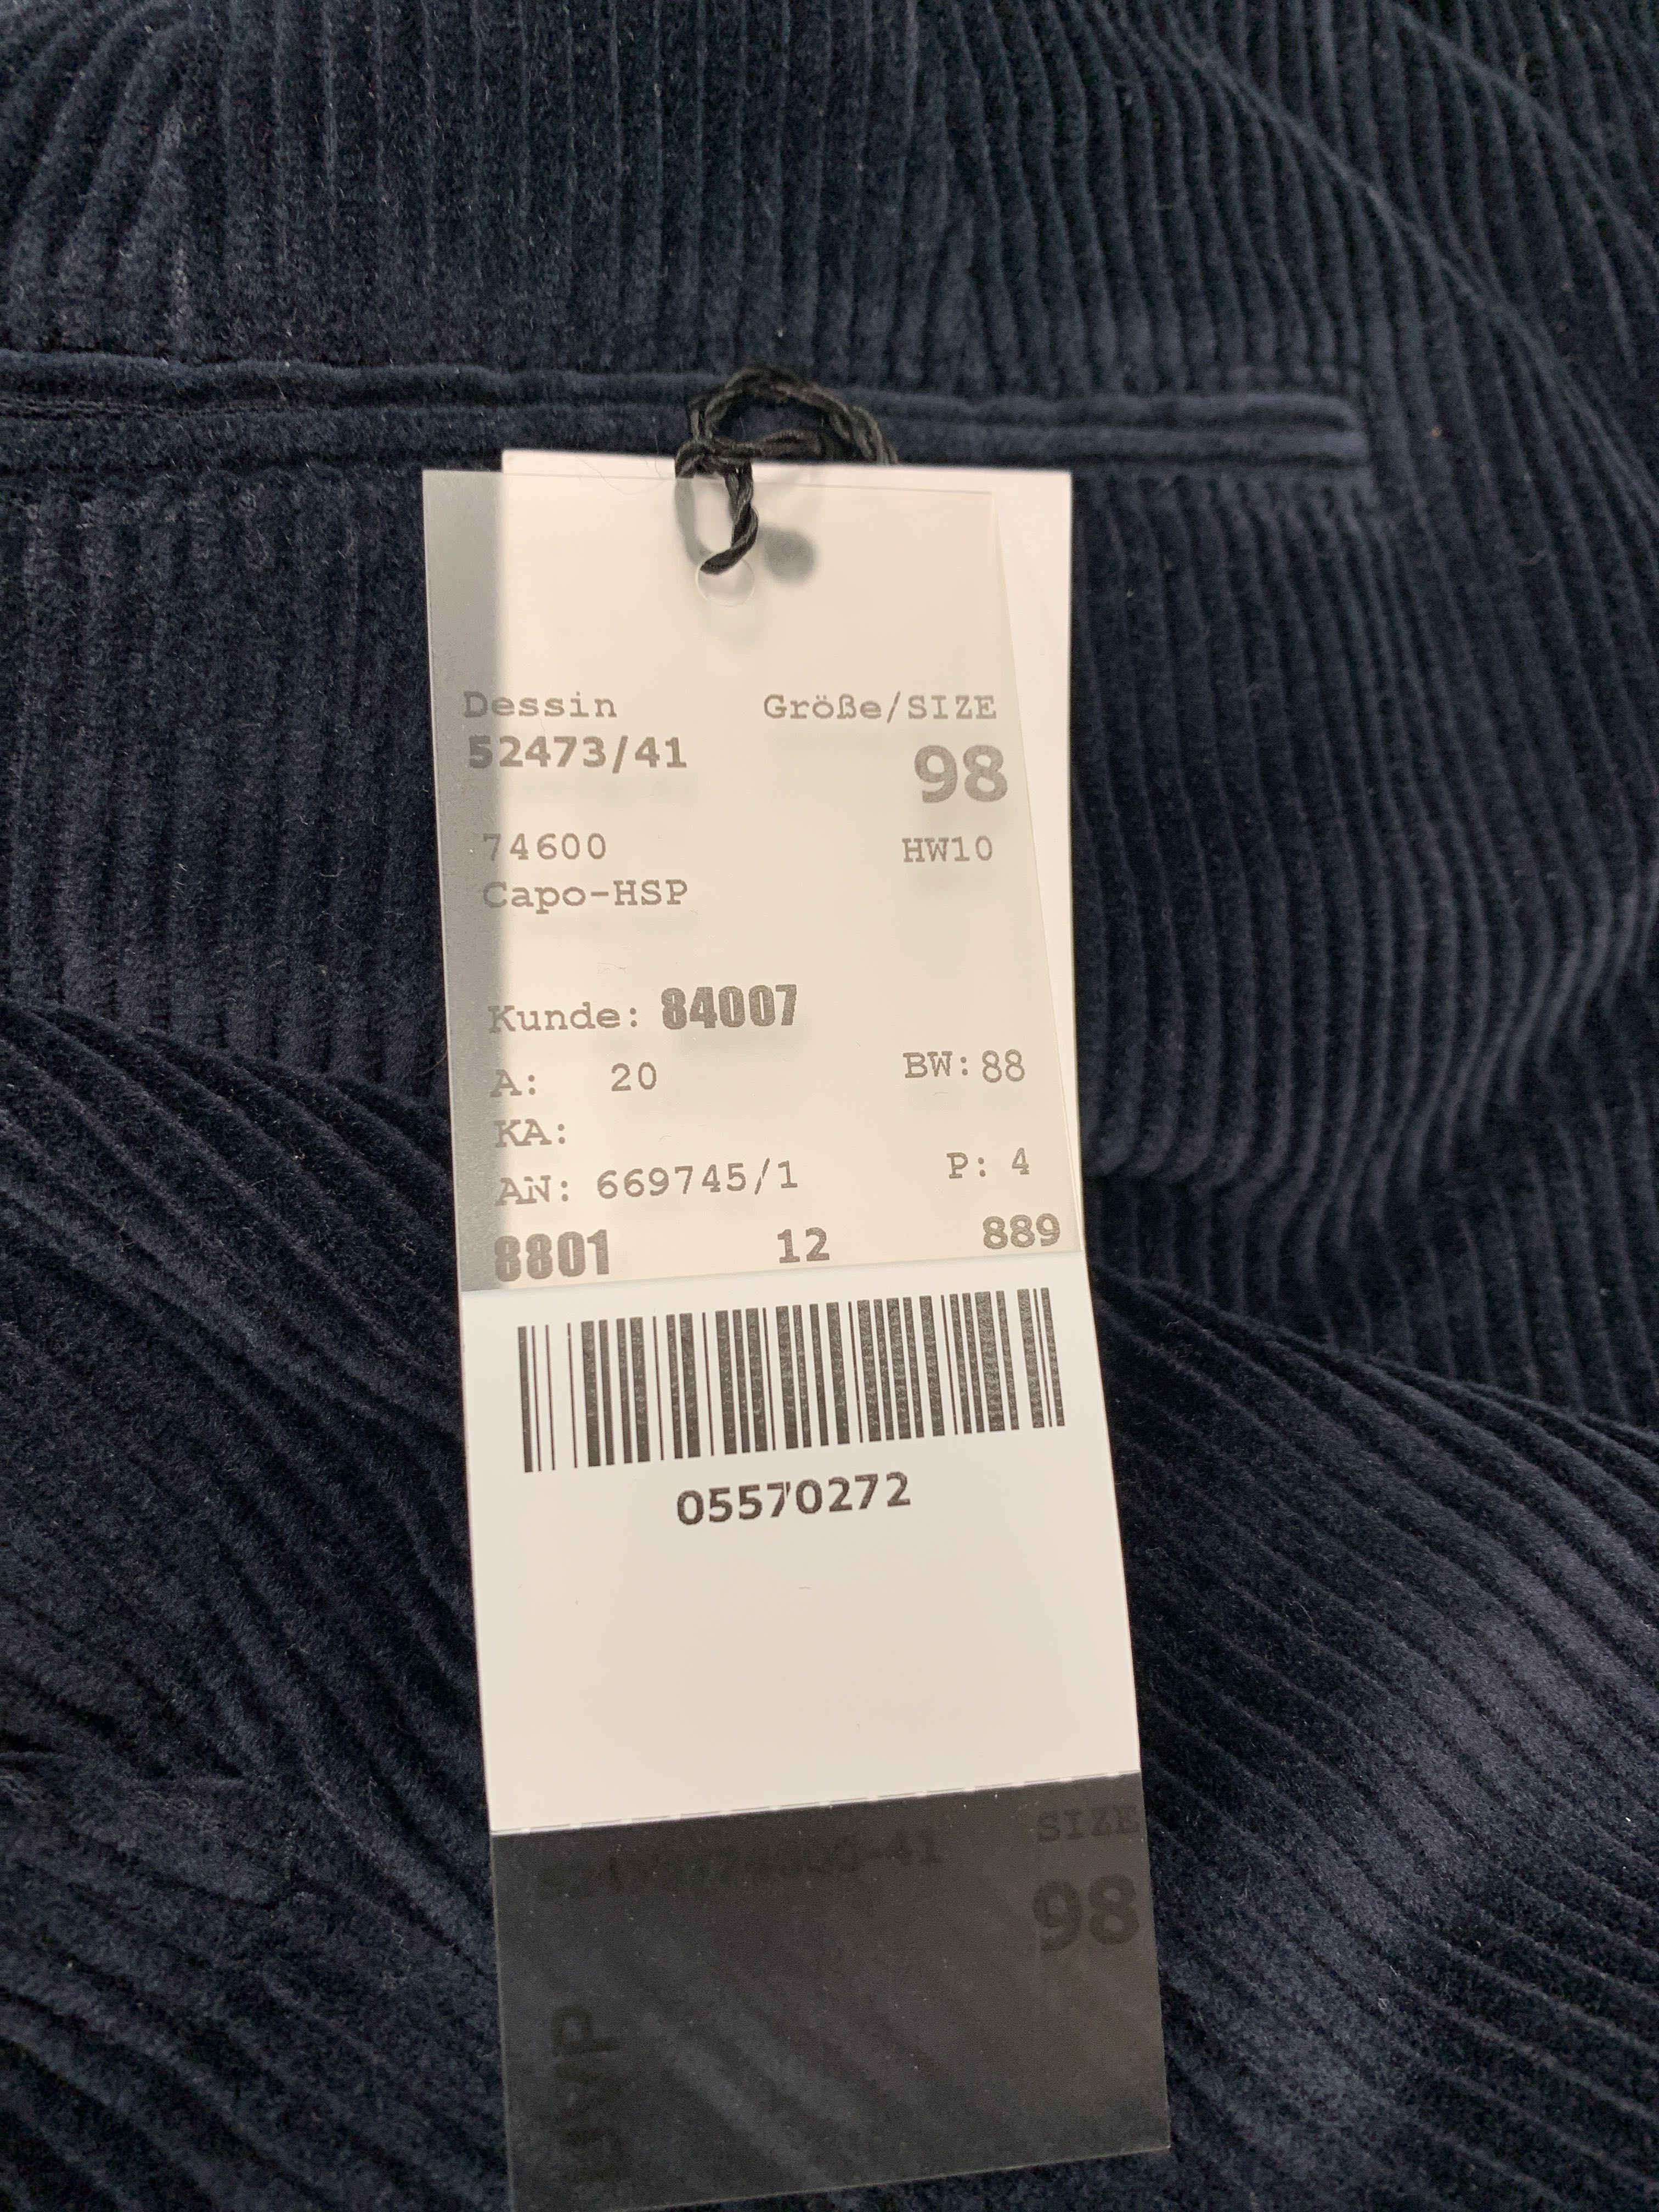 Dessin Größe/SIZE
52473/41 98
74600 HW10
Capo-HSP
Kunde: 84007
A: 20 BW: 88
KA:
AN: 669745/1 P: 4
8801 12 889
05570272
SIZE
98